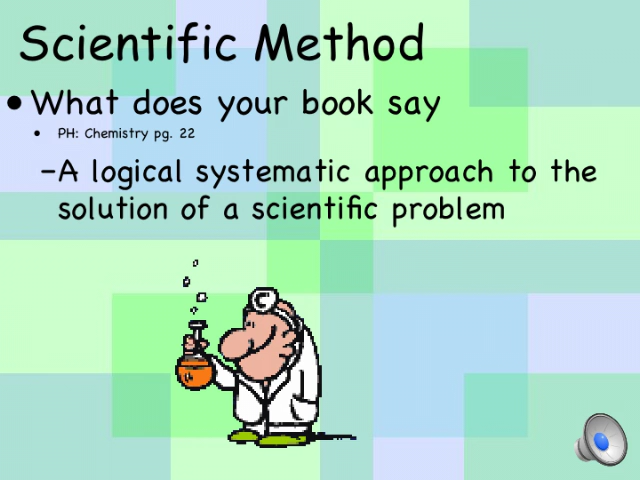 Scientific Method
• What does your book say
• PH: Chemistry pg. 22
–A logical systematic approach to the
solution of a scientific problem